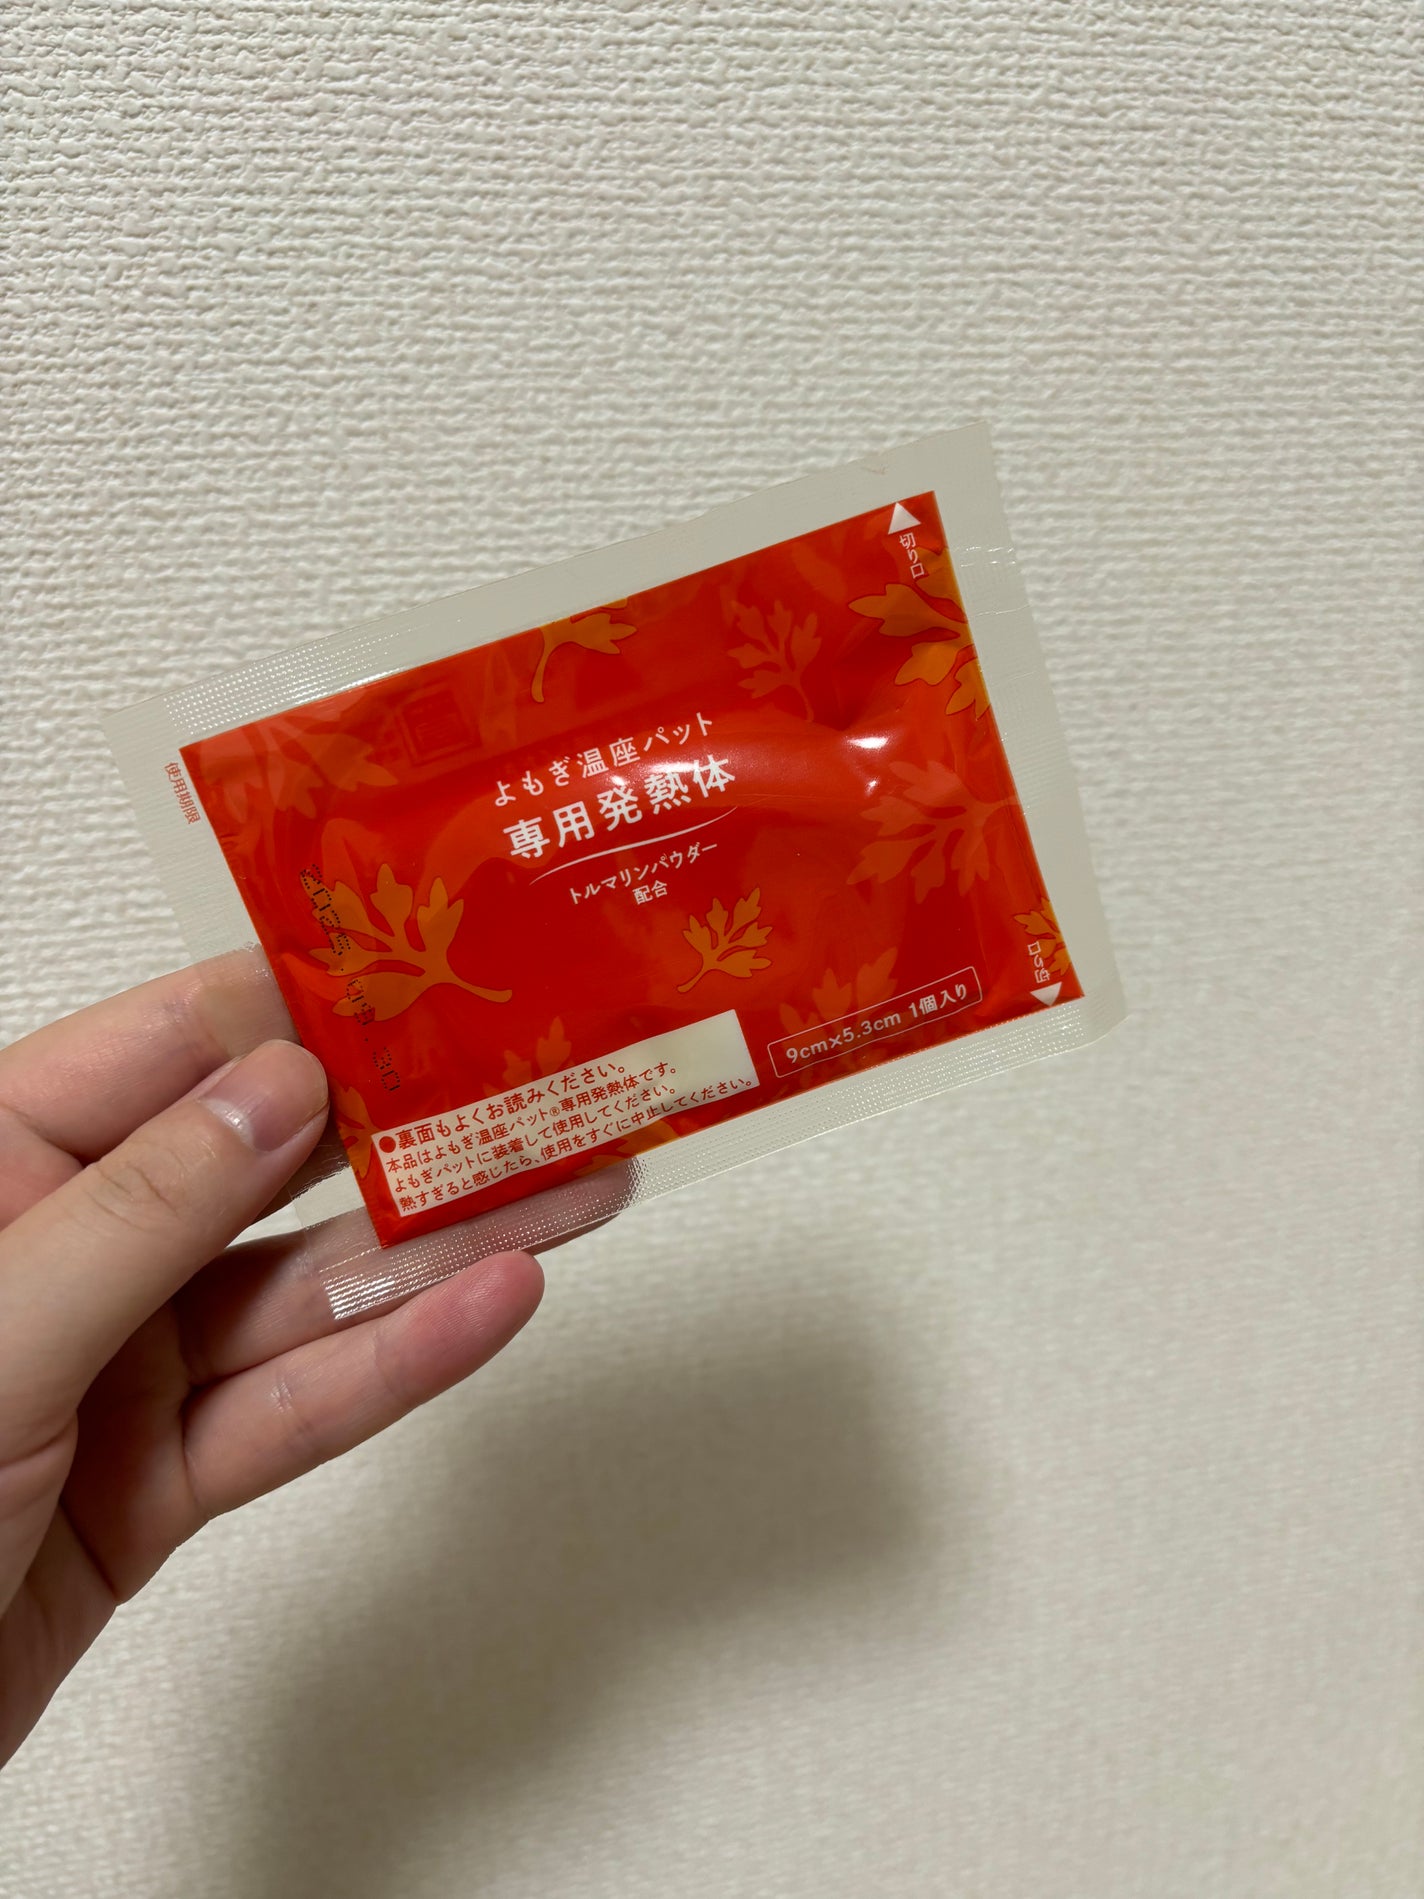 切り口
よもぎ温座パット
専用発熱体
トルマリンパウダー
配合
使用期限
切り口
9cm×5.3cm 1個入り
●裏面もよくお読みください。
本品はよもぎ温座パット®専用発熱体です。
よもぎパットに装着して使用してください。
熱すぎると感じたら、使用をすぐに中止してください。